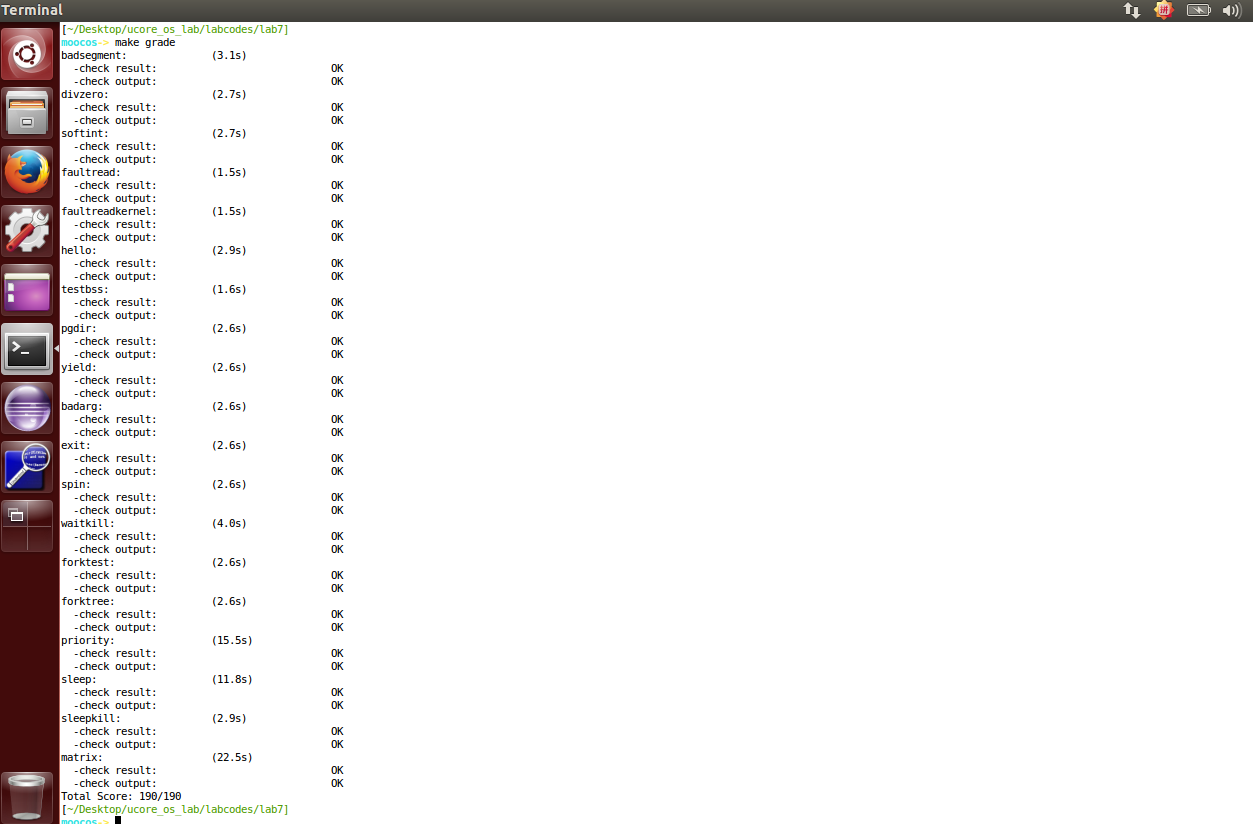 Terminal
[~/Desktop/ucore_os_lab/labcodes/lab7]
moocos-> make grade
badsegment: (3.1s)
-check result: OK
-check output: OK
divzero: (2.7s)
-check result: OK
-check output: OK
softint: (2.7s)
-check result: OK
-check output: OK
faultread: (1.5s)
-check result: OK
-check output: OK
faultreadkernel: (1.5s)
-check result: OK
-check output: OK
hello: (2.9s)
-check result: OK
-check output: OK
testbss: (1.6s)
-check result: OK
-check output: OK
pgdir: (2.6s)
-check result: OK
-check output: OK
yield: (2.6s)
-check result: OK
-check output: OK
badarg: (2.6s)
-check result: OK
-check output: OK
exit: (2.6s)
-check result: OK
-check output: OK
spin: (2.6s)
-check result: OK
-check output: OK
waitkill: (4.0s)
-check result: OK
-check output: OK
forktest: (2.6s)
-check result: OK
-check output: OK
forktree: (2.6s)
-check result: OK
-check output: OK
priority: (15.5s)
-check result: OK
-check output: OK
sleep: (11.8s)
-check result: OK
-check output: OK
sleepkill: (2.9s)
-check result: OK
-check output: OK
matrix: (22.5s)
-check result: OK
-check output: OK
Total Score: 190/190
[~/Desktop/ucore_os_lab/labcodes/lab7]
moocos->